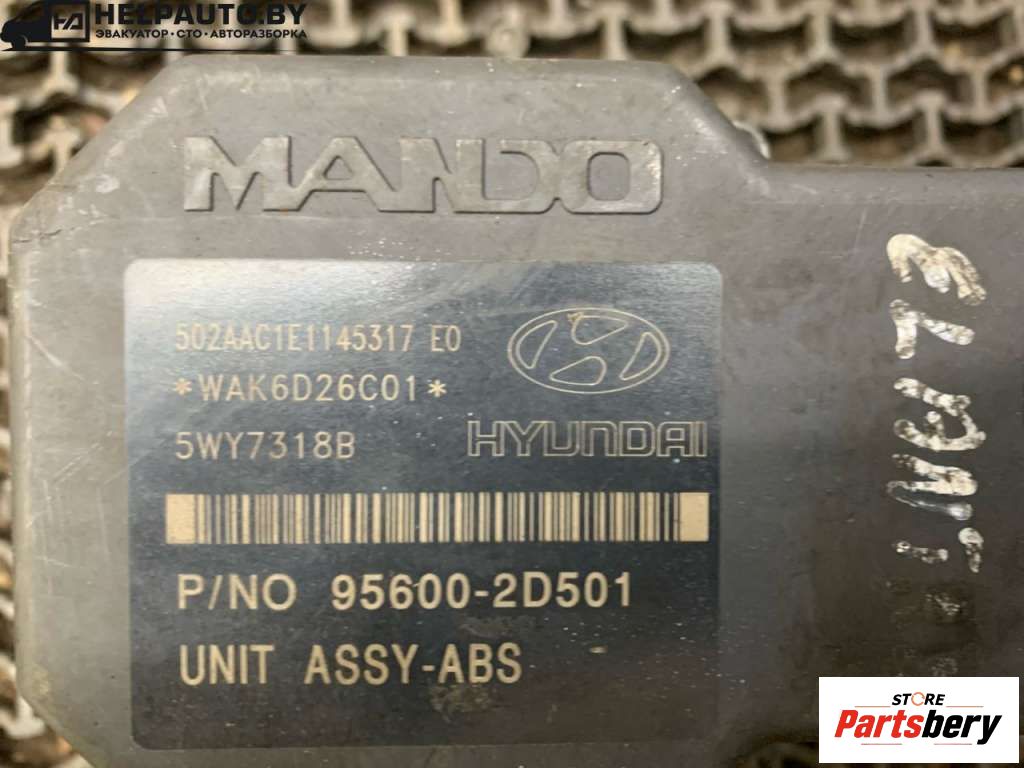 HELPAUTO.BY
ЭВАКУАТОР • СТО • АВТОРАЗБОРКА
MANDO
502AAC1E1145317 E0
*WAK6D26C01*
5WY7318B
HYUNDAI
P/NO 95600-2D501
UNIT ASSY-ABS
STORE
Partsbery